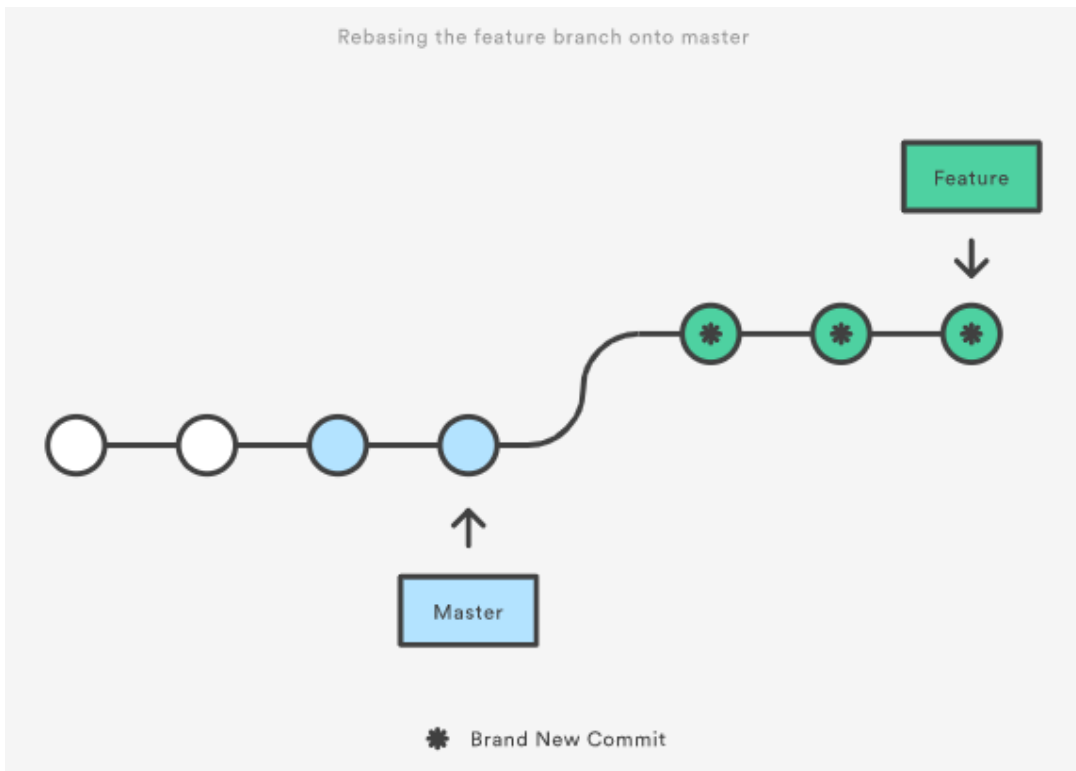 Rebasing the feature branch onto master
Feature
Master
Brand New Commit